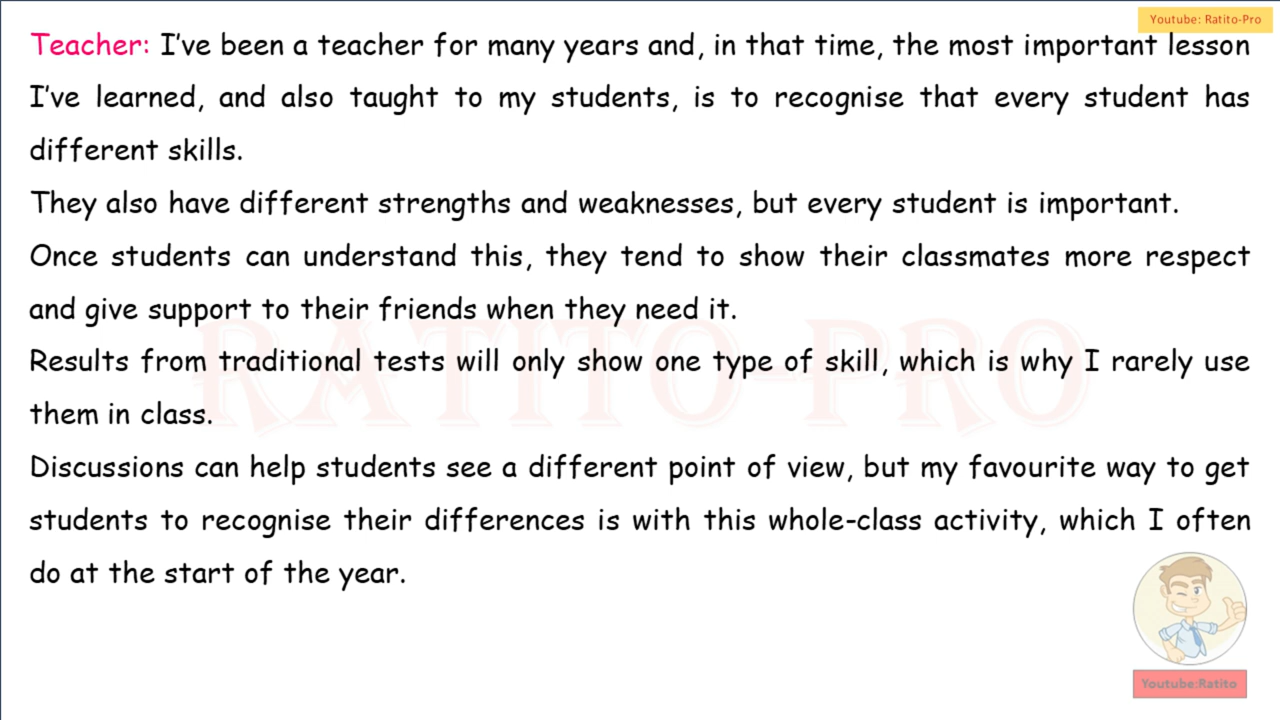 Youtube: Ratito-Pro
Teacher: I've been a teacher for many years and, in that time, the most important lesson
I've learned, and also taught to my students, is to recognise that every student has
different skills.
They also have different strengths and weaknesses, but every student is important.
Once students can understand this, they tend to show their classmates more respect
and give support to their friends when they need it.
Results from traditional tests will only show one type of skill, which is why I rarely use
them in class.
RATITO-PRO
Discussions can help students see a different point of view, but my favourite way to get
students to recognise their differences is with this whole-class activity, which I often
do at the start of the year.
Youtube:Ratito